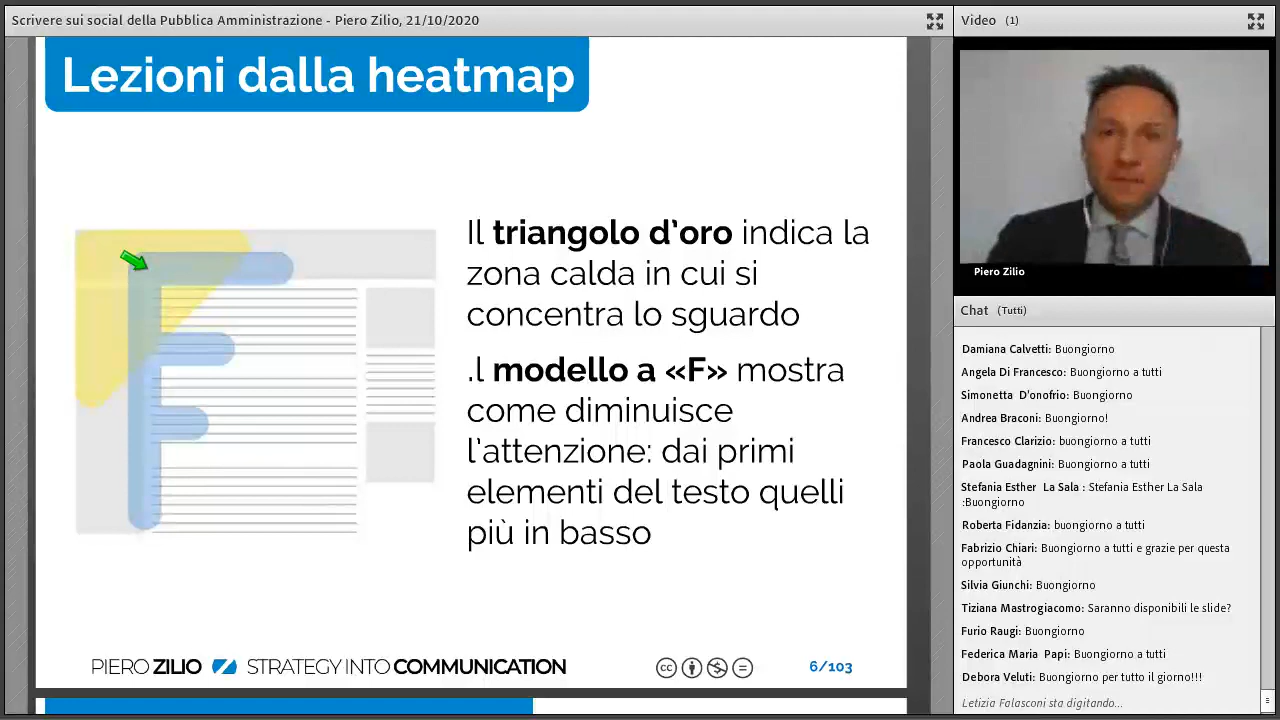 Scrivere sui social della Pubblica Amministrazione - Piero Zilio, 21/10/2020
Lezioni dalla heatmap
Il triangolo d'oro indica la
zona calda in cui si
concentra lo sguardo
.l modello a «F» mostra
come diminuisce
l'attenzione: dai primi
elementi del testo quelli
più in basso
PIERO ZILIO STRATEGY INTO COMMUNICATION
cc
6/103
Video (1)
Piero Zilio
Chat (Tutti)
Damiana Calvetti: Buongiorno
Angela Di Francesco: Buongiorno a tutti
Simonetta D'onofrio: Buongiorno
Andrea Braconi: Buongiorno!
Francesco Clarizio: buongiorno a tutti
Paola Guadagnini: Buongiorno a tutti
Stefania Esther La Sala : Stefania Esther La Sala
:Buongiorno
Roberta Fidanzia: buongiorno a tutti
Fabrizio Chiari: Buongiorno a tutti e grazie per questa
opportunità
Silvia Giunchi: Buongiorno
Tiziana Mastrogiacomo: Saranno disponibili le slide?
Furio Raugi: Buongiorno
Federica Maria Papi: Buongiorno a tutti
Debora Veluti: Buongiorno per tutto il giorno!!!
Letizia Falasconi sta digitando...